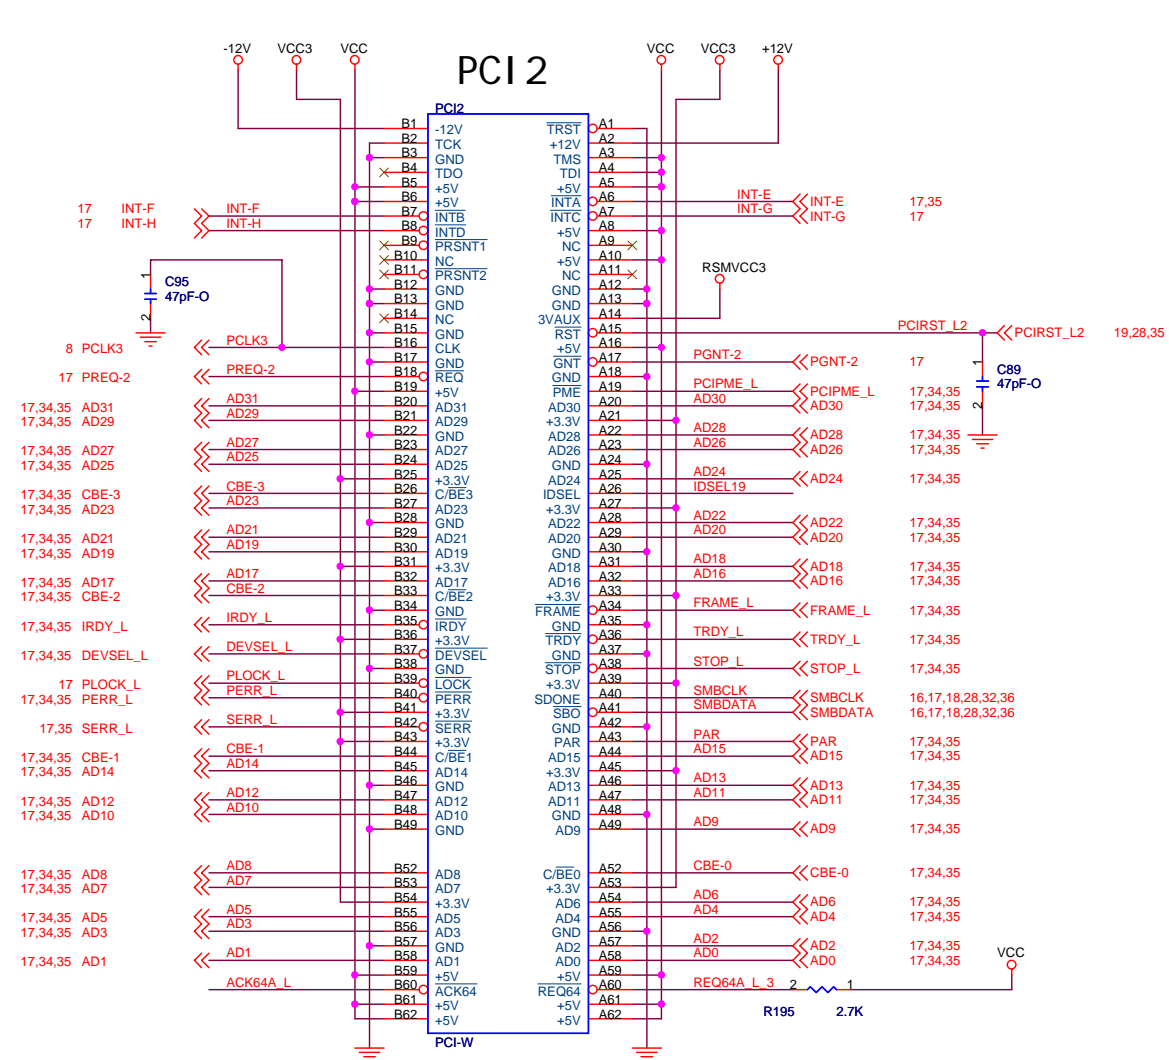 -12V VCC3 VCC VCC VCC3 +12V
PCI 2
PCI2
B1 -12V TRST A1
B2 TCK +12V A2
B3 GND TMS A3
B4 TDO TDI A4
B5 +5V +5V A5
B6 +5V INTA A6 INT-E INT-E 17,35
17 INT-F INT-F B7 INTB INTC A7 INT-G INT-G 17
17 INT-H INT-H B8 INTD +5V A8
B9 PRSNT1 NC A9
B10 NC +5V A10
B11 PRSNT2 NC A11
RSMVCC3
1 C95 47pF-O 2
B12 GND GND A12
B13 GND GND A13
B14 NC 3VAUX A14
B15 GND RST A15 PCIRST_L2 PCIRST_L2 19,28,35
8 PCLK3 PCLK3 B16 CLK +5V A16
B17 GND GNT A17 PGNT-2 PGNT-2 17
1 C89 47pF-O 2
17 PREQ-2 PREQ-2 B18 REQ GND A18
B19 +5V PME A19 PCIPME_L PCIPME_L 17,34,35
17,34,35 AD31 AD31 B20 AD31 AD30 A20 AD30 AD30 17,34,35
17,34,35 AD29 AD29 B21 AD29 +3.3V A21
B22 GND AD28 A22 AD28 AD28 17,34,35
17,34,35 AD27 AD27 B23 AD27 AD26 A23 AD26 AD26 17,34,35
17,34,35 AD25 AD25 B24 AD25 GND A24
B25 +3.3V AD24 A25 AD24 AD24 17,34,35
17,34,35 CBE-3 CBE-3 B26 C/BE3 IDSEL A26 IDSEL19
17,34,35 AD23 AD23 B27 AD23 +3.3V A27
B28 GND AD22 A28 AD22 AD22 17,34,35
17,34,35 AD21 AD21 B29 AD21 AD20 A29 AD20 AD20 17,34,35
17,34,35 AD19 AD19 B30 AD19 GND A30
B31 +3.3V AD18 A31 AD18 AD18 17,34,35
17,34,35 AD17 AD17 B32 AD17 AD16 A32 AD16 AD16 17,34,35
17,34,35 CBE-2 CBE-2 B33 C/BE2 +3.3V A33
B34 GND FRAME A34 FRAME_L FRAME_L 17,34,35
17,34,35 IRDY_L IRDY_L B35 IRDY GND A35
B36 +3.3V TRDY A36 TRDY_L TRDY_L 17,34,35
17,34,35 DEVSEL_L DEVSEL_L B37 DEVSEL GND A37
B38 GND STOP A38 STOP_L STOP_L 17,34,35
17 PLOCK_L PLOCK_L B39 LOCK +3.3V A39
17,34,35 PERR_L PERR_L B40 PERR SDONE A40 SMBCLK SMBCLK 16,17,18,28,32,36
B41 +3.3V SBO A41 SMBDATA SMBDATA 16,17,18,28,32,36
17,35 SERR_L SERR_L B42 SERR GND A42
B43 +3.3V PAR A43 PAR PAR 17,34,35
17,34,35 CBE-1 CBE-1 B44 C/BE1 AD15 A44 AD15 AD15 17,34,35
17,34,35 AD14 AD14 B45 AD14 +3.3V A45
B46 GND AD13 A46 AD13 AD13 17,34,35
17,34,35 AD12 AD12 B47 AD12 AD11 A47 AD11 AD11 17,34,35
17,34,35 AD10 AD10 B48 AD10 GND A48
B49 GND AD9 A49 AD9 AD9 17,34,35
17,34,35 AD8 AD8 B52 AD8 C/BE0 A52 CBE-0 CBE-0 17,34,35
17,34,35 AD7 AD7 B53 AD7 +3.3V A53
B54 +3.3V AD6 A54 AD6 AD6 17,34,35
17,34,35 AD5 AD5 B55 AD5 AD4 A55 AD4 AD4 17,34,35
17,34,35 AD3 AD3 B56 AD3 GND A56
B57 GND AD2 A57 AD2 AD2 17,34,35
17,34,35 AD1 AD1 B58 AD1 AD0 A58 AD0 AD0 17,34,35
VCC
B59 +5V +5V A59
ACK64A_L B60 ACK64 REQ64 A60 REQ64A_L_3 2 1
B61 +5V +5V A61
R195 2.7K
B62 +5V +5V A62
PCI-W